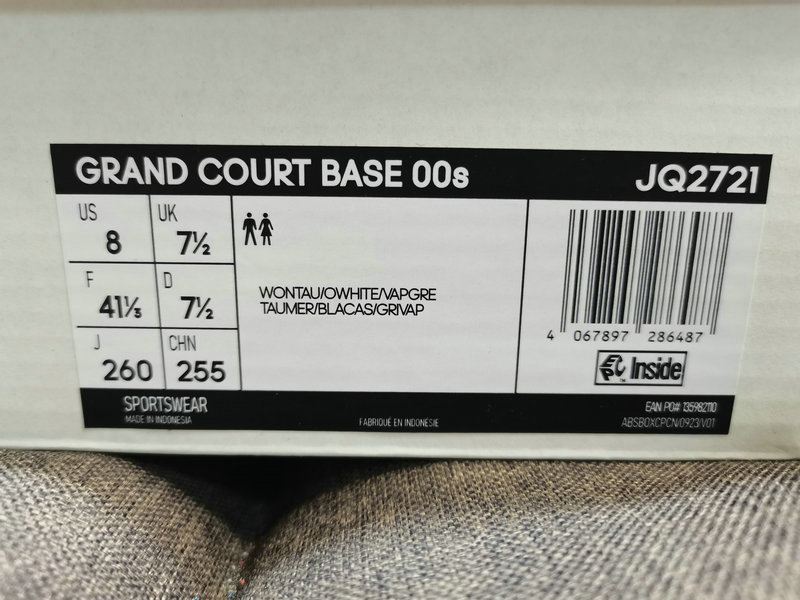 GRAND COURT BASE 00s JQ2721
US 8 UK 7½
F 41⅓ D 7½
J 260 CHN 255
WONTAU/OWHITE/VAPGRE
TAUMER/BLACAS/GRIVAP
4 067897 286487
EPC Inside
TM
SPORTSWEAR
MADE IN INDONESIA
FABRIQUÉ EN INDONÉSIE
EAN PO# 135982110
ABSBOXCPCN/0923/V01